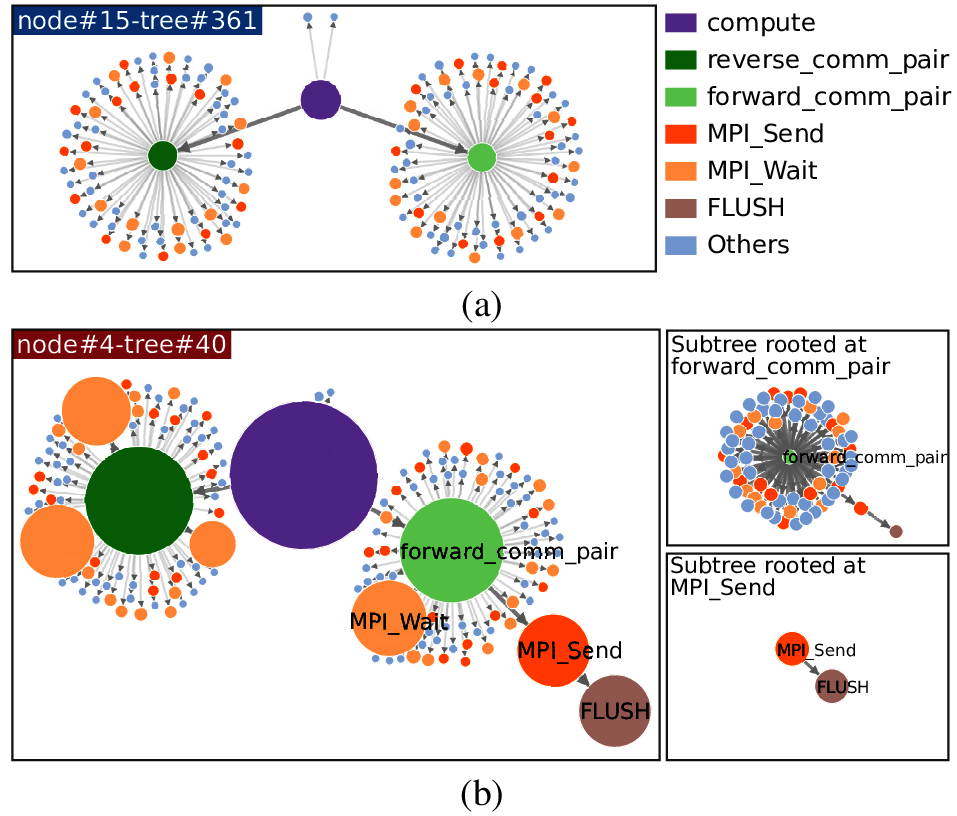 node#15-tree#361
compute
reverse_comm_pair
forward_comm_pair
MPI_Send
MPI_Wait
FLUSH
Others
(a)
node#4-tree#40
forward_comm_pair
MPI_Wait
MPI_Send
FLUSH
Subtree rooted at
forward_comm_pair
forward_comm_pair
Subtree rooted at
MPI_Send
MPI_Send
FLUSH
(b)